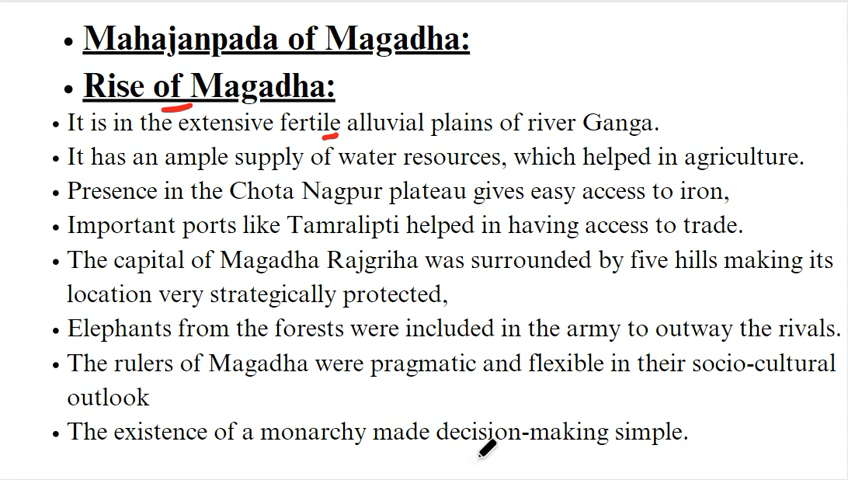 • Mahajanpada of Magadha:
• Rise of Magadha:
• It is in the extensive fertile alluvial plains of river Ganga.
• It has an ample supply of water resources, which helped in agriculture.
• Presence in the Chota Nagpur plateau gives easy access to iron,
• Important ports like Tamralipti helped in having access to trade.
• The capital of Magadha Rajgriha was surrounded by five hills making its
location very strategically protected,
• Elephants from the forests were included in the army to outway the rivals.
• The rulers of Magadha were pragmatic and flexible in their socio-cultural
outlook
• The existence of a monarchy made decision-making simple.